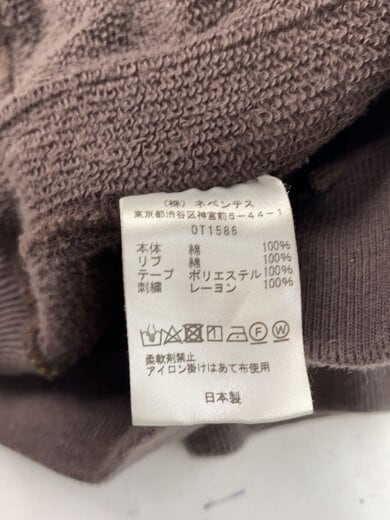 (株) ネペンテス
東京都渋谷区神宮前5-44-1
OT1586
本体 綿 100%
リブ 綿 100%
テープ ポリエステル 100%
刺繍 レーヨン 100%
柔軟剤禁止
アイロン掛けはあて布使用
日本製